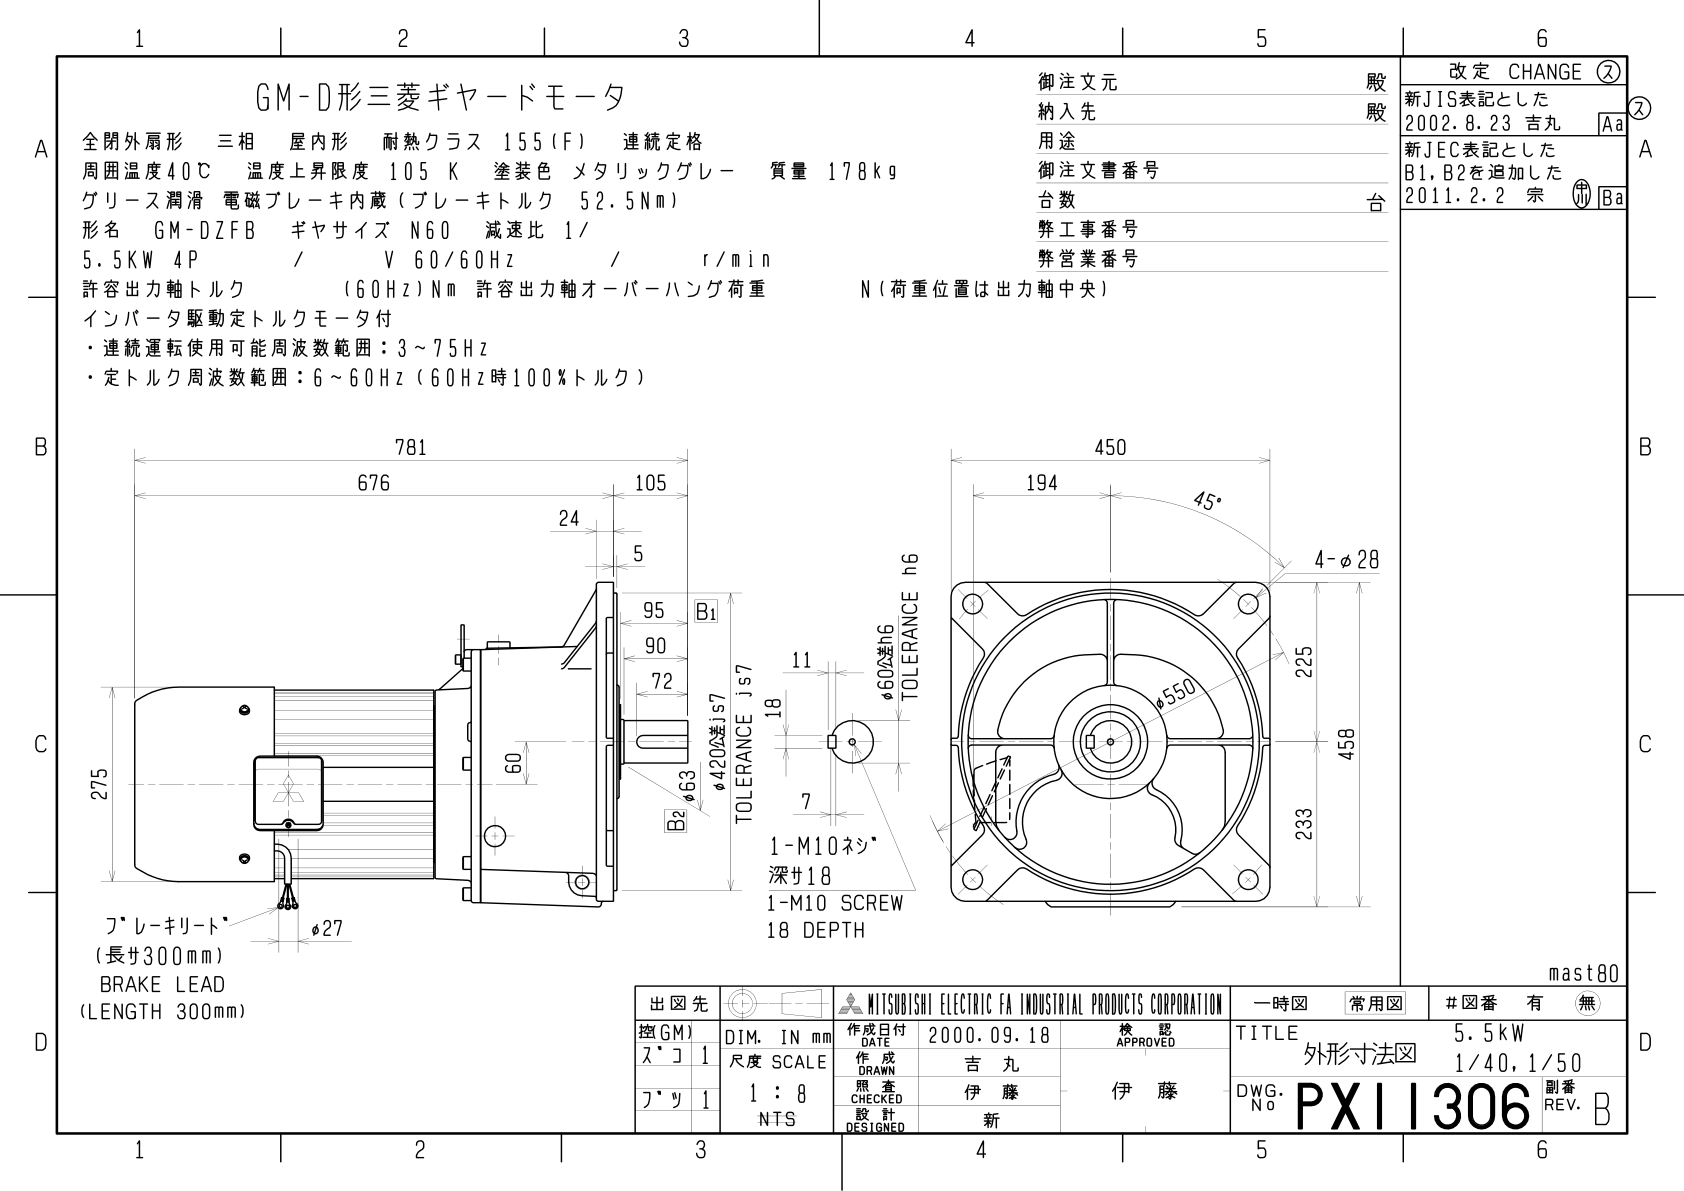 1 2 3 4 5 6
A
B
C
D
GM-D形三菱ギヤードモータ
全閉外扇形 三相 屋内形 耐熱クラス 155(F) 連続定格
周囲温度40℃ 温度上昇限度 105 K 塗装色 メタリックグレー 質量 178kg
グリース潤滑 電磁ブレーキ内蔵(ブレーキトルク 52.5Nm)
形名 GM-DZFB ギヤサイズ N60 減速比 1/
5.5KW 4P / V 60/60Hz / r/min
許容出力軸トルク (60Hz)Nm 許容出力軸オーバーハング荷重 N(荷重位置は出力軸中央)
インバータ駆動定トルクモータ付
・連続運転使用可能周波数範囲:3~75Hz
・定トルク周波数範囲:6~60Hz(60Hz時100%トルク)
御注文元 殿
納入先 殿
用途
御注文書番号
台数 台
弊工事番号
弊営業番号
改定 CHANGE ス
新JIS表記とした
2002.8.23 吉丸 Aa
ス
新JEC表記とした
B1,B2を追加した
2011.2.2 宗 中川 Ba
A
B
C
D
781
676 105
24
5
95 B1
90
72
60
275
φ63
B2
φ420公差js7
TOLERANCE js7
ブレーキリード
(長サ300mm)
BRAKE LEAD
(LENGTH 300mm)
φ27
11
18
7
φ60公差h6
TOLERANCE h6
1-M10ネジ
深サ18
1-M10 SCREW
18 DEPTH
450
194
45°
4-φ28
φ550
225
458
233
mast80
出図先
控(GM)
ズコ 1
ブツ 1
DIM. IN mm
尺度 SCALE
1 : 8
NTS
MITSUBISHI ELECTRIC FA INDUSTRIAL PRODUCTS CORPORATION
作成日付
DATE
2000.09.18
作 成
DRAWN
吉 丸
照 査
CHECKED
伊 藤
設 計
DESIGNED
新
検 認
APPROVED
伊 藤
一時図 常用図 #図番 有 無
TITLE
外形寸法図
5.5kW
1/40,1/50
DWG.
No
PX11306
副番
REV.
B
1 2 3 4 5 6